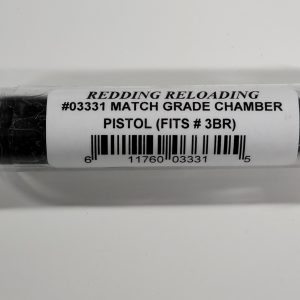 REDDING RELOADING
#03331 MATCH GRADE CHAMBER
PISTOL (FITS # 3BR)
6 11760 03331 5